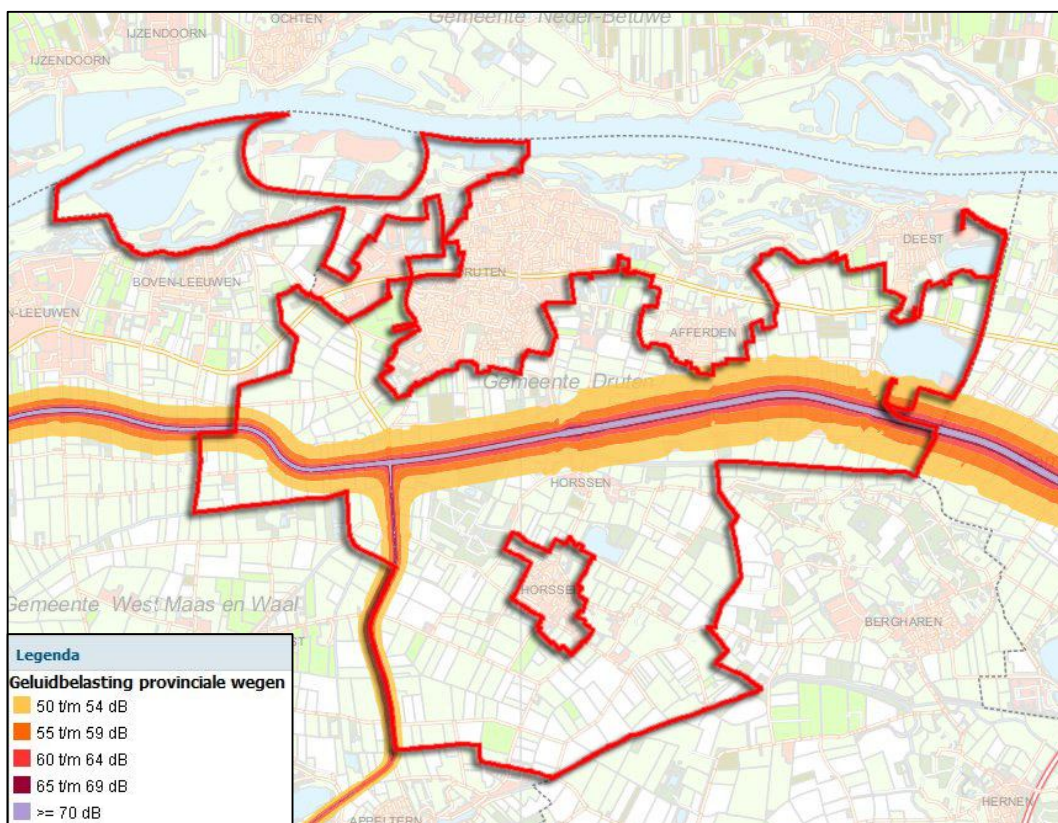 Gemeente Neder-Betuwe
OCHTEN
IJZENDOORN
IJZENDOORN
DEEST
DRUTEN
BOVEN-LEEUWEN
N-LEEUWEN
AFFERDEN
Gemeente Druten
HORSSEN
HORSSEN
Gemeente West Maas en Waal
BERGHAREN
HERNEN
APPELTERN
Legenda
Geluidbelasting provinciale wegen
50 t/m 54 dB
55 t/m 59 dB
60 t/m 64 dB
65 t/m 69 dB
>= 70 dB